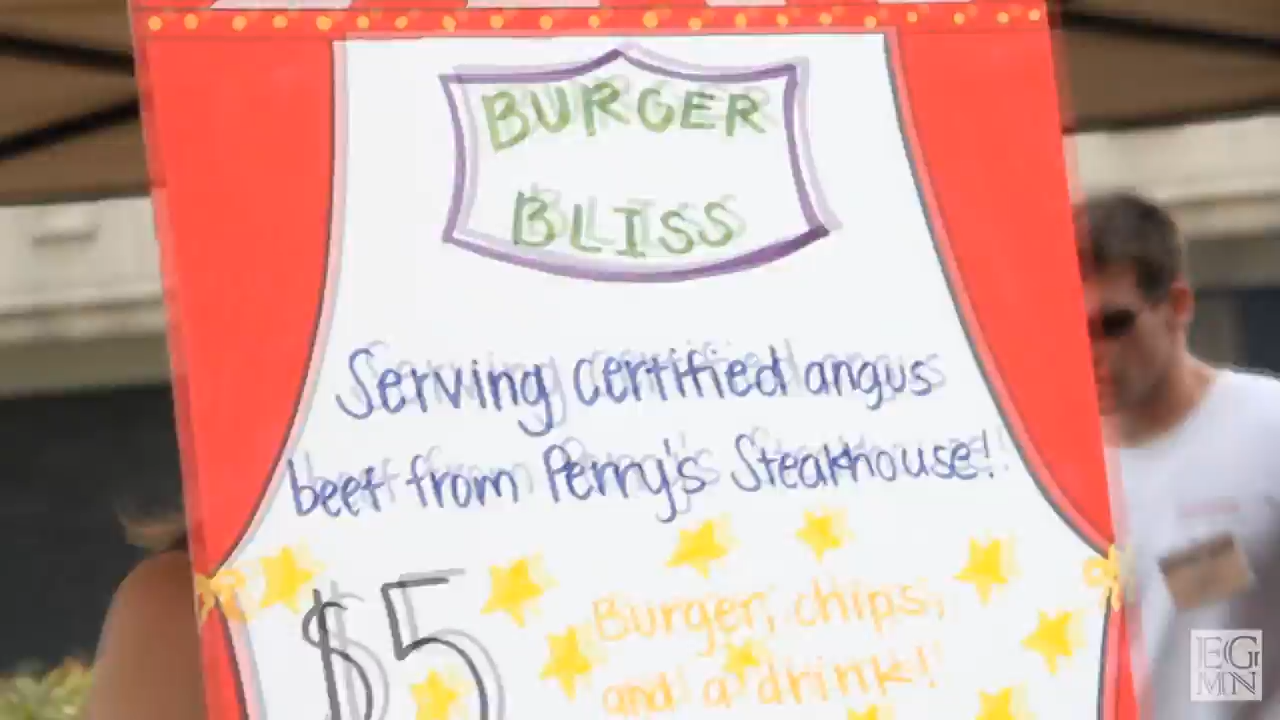 BURGER
BLISS
Serving certified angus
beef from Perry's Steakhouse!
$5
Burger, chips,
and a drink!
EG
MN